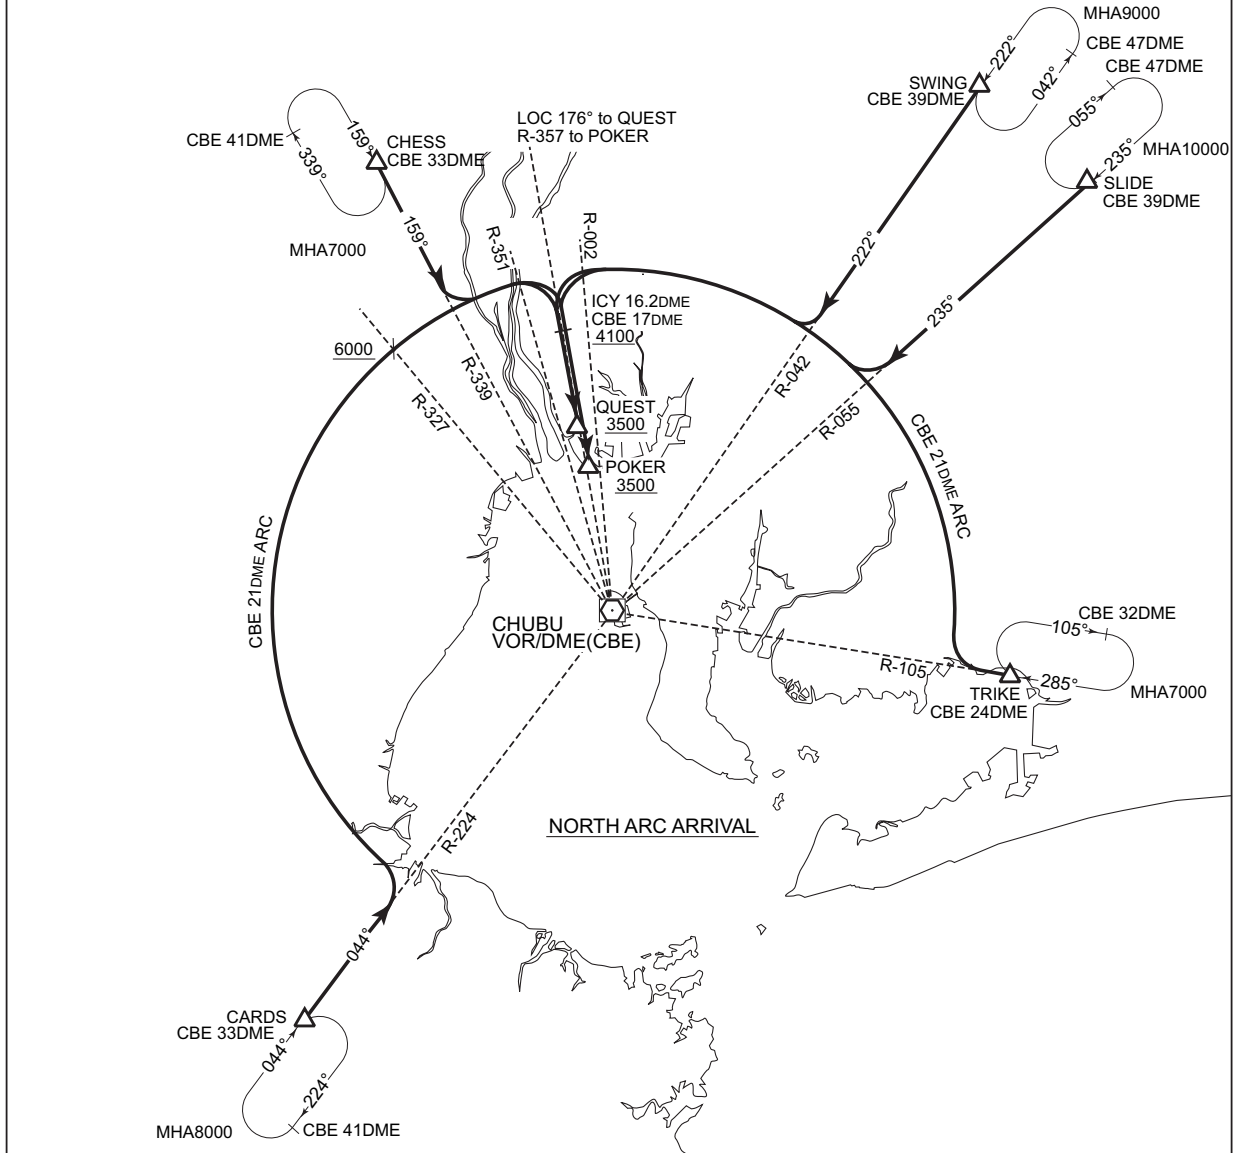 MHA9000
222°
CBE 47DME
042°
SWING
CBE 39DME
CBE 47DME
055°
MHA10000
235°
SLIDE
CBE 39DME
CBE 41DME
159°
339°
CHESS
CBE 33DME
MHA7000
159°
LOC 176° to QUEST
R-357 to POKER
R-351
R-002
222°
235°
ICY 16.2DME
CBE 17DME
4100
6000
R-339
R-327
QUEST
3500
POKER
3500
R-042
R-055
CBE 21DME ARC
CBE 21DME ARC
CHUBU
VOR/DME(CBE)
105°
CBE 32DME
R-105
285°
MHA7000
TRIKE
CBE 24DME
R-224
NORTH ARC ARRIVAL
044°
CARDS
CBE 33DME
044°
224°
MHA8000
CBE 41DME